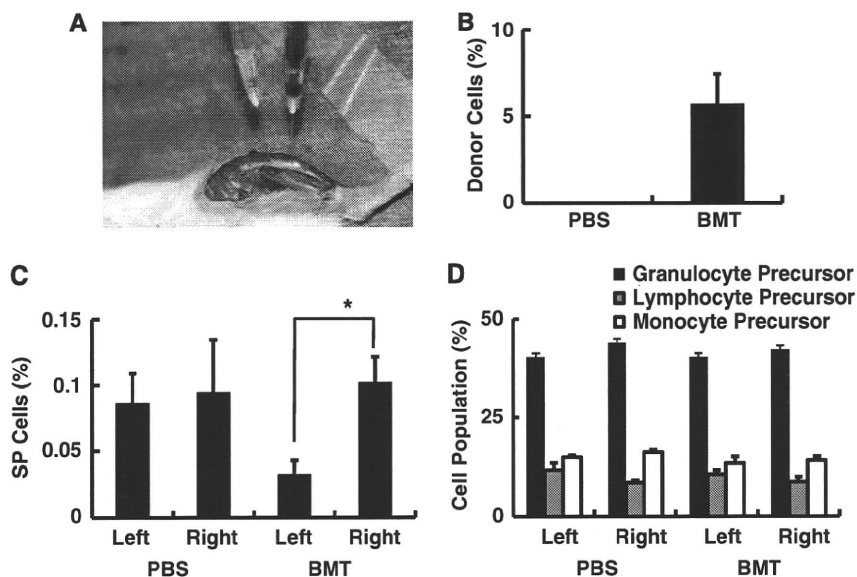 A
B
Donor Cells (%)
10
5
0
PBS BMT
C
SP Cells (%)
0.15
0.1
0.05
0
*
Left Right Left Right
PBS BMT
D
Granulocyte Precursor
Lymphocyte Precursor
Monocyte Precursor
Cell Population (%)
50
25
0
Left Right Left Right
PBS BMT